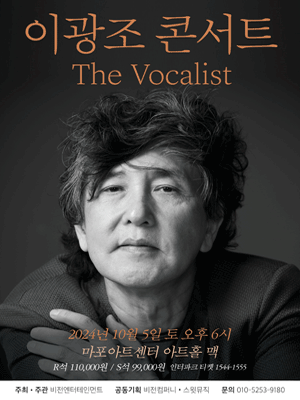 이광조 콘서트
The Vocalist
2024년 10월 5일 토 오후 6시
마포아트센터 아트홀 맥
R석 110,000원 / S석 99,000원 인터파크 티켓 1544-1555
주최 • 주관 비전엔터테인먼트 공동기획 비전컴퍼니 • 스윗뮤직 문의 010-5253-9180